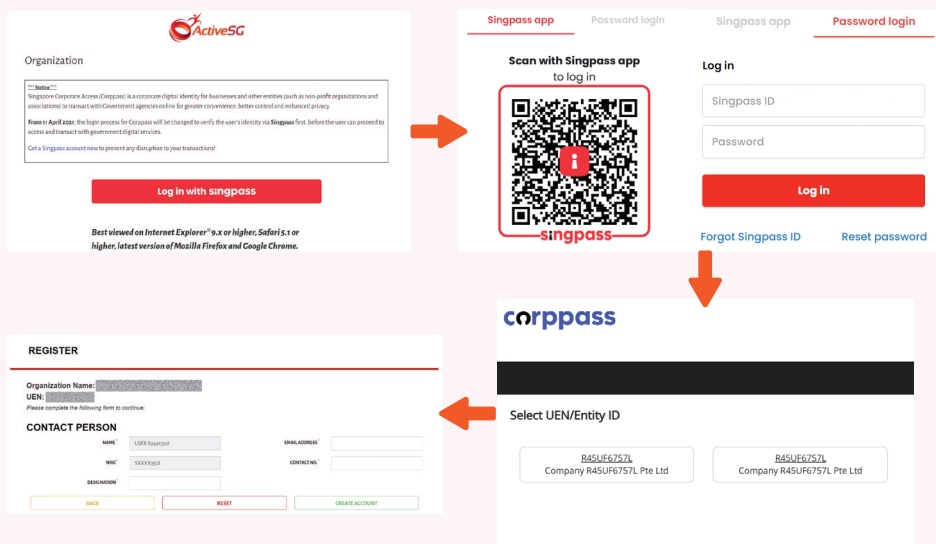 ActiveSG
Organization
*** Notice ***
Singapore Corporate Access (Corppass) is a corporate digital identity for businesses and other entities (such as non-profit organizations and
associations) to transact with Government agencies online for greater convenience, better control and enhanced privacy.
From 11 April 2021, the login process for Corppass will be changed to verify the user's identity via Singpass first, before the user can proceed to
access and transact with government digital services.
Get a Singpass account now to prevent any disruption to your transactions!
Log in with singpass
Best viewed on Internet Explorer® 9.x or higher, Safari 5.1 or
higher, latest version of Mozilla Firefox and Google Chrome.
Singpass app
Password login
Scan with Singpass app
to log in
singpass
Singpass app
Password login
Log in
Singpass ID
Password
Log in
Forgot Singpass ID
Reset password
corppass
Select UEN/Entity ID
R45UF6757L
Company R45UF6757L Pte Ltd
R45UF6757L
Company R45UF6757L Pte Ltd
REGISTER
Organization Name:
UEN:
Please complete the following form to continue:
CONTACT PERSON
NAME*
USER
EMAIL ADDRESS*
NRIC*
CONTACT NO.*
DESIGNATION*
BACK
RESET
CREATE ACCOUNT